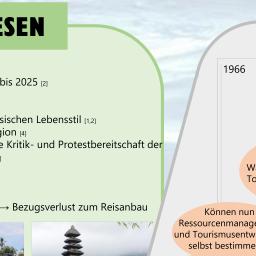 ESEN
bis 2025 [2]
sischen Lebensstil [1,2]
gion [4]
e Kritik- und Protestbereitschaft der
→ Bezugsverlust zum Reisanbau
1966
Können nun
Ressourcenmanage
und Tourismusentw
selbst bestimme